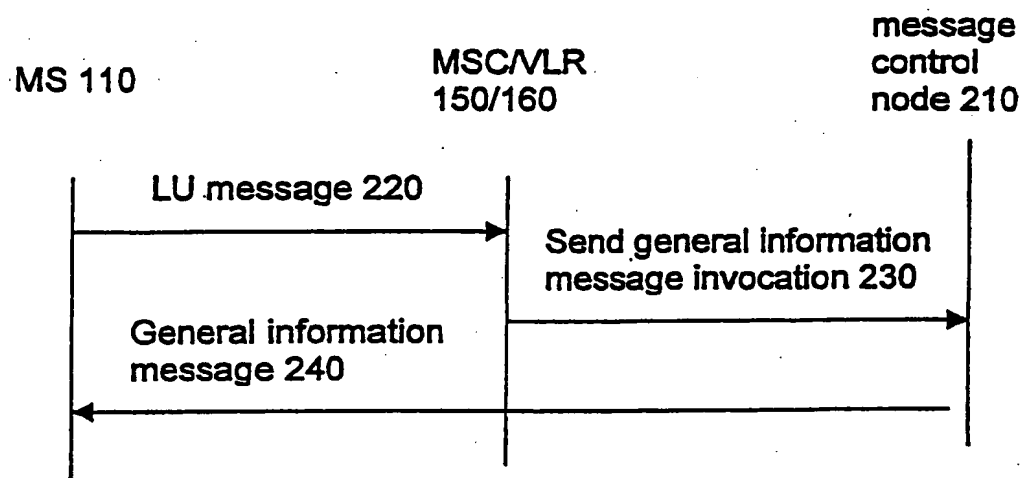 MS 110
MSC/VLR
150/160
message
control
node 210
LU message 220
Send general information
message invocation 230
General information
message 240